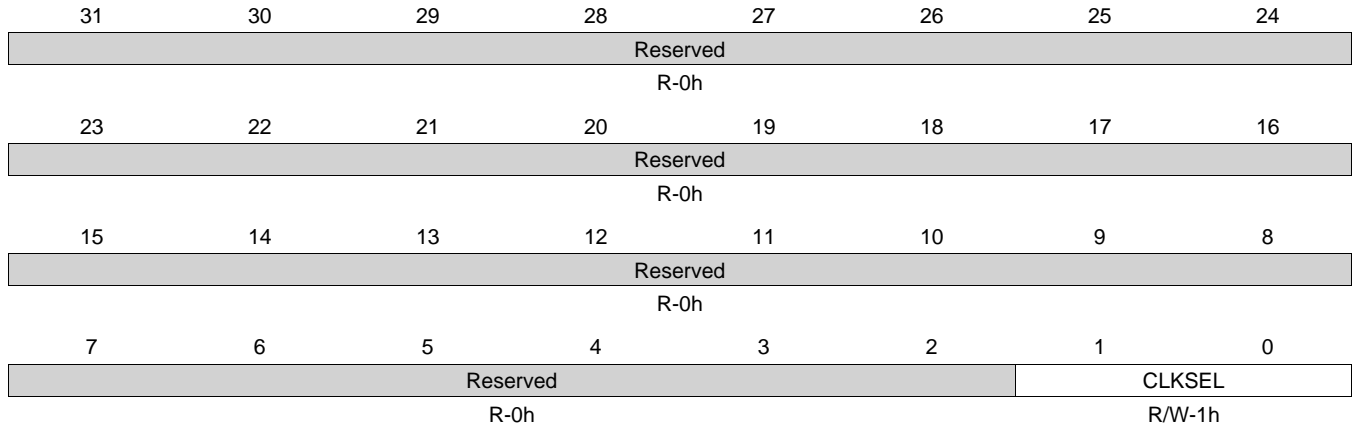 31 30 29 28 27 26 25 24
Reserved
R-0h
23 22 21 20 19 18 17 16
Reserved
R-0h
15 14 13 12 11 10 9 8
Reserved
R-0h
7 6 5 4 3 2 1 0
Reserved CLKSEL
R-0h R/W-1h